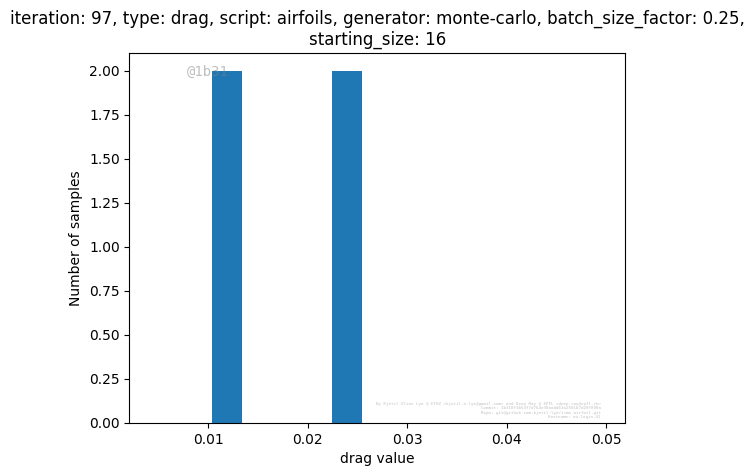 iteration: 97, type: drag, script: airfoils, generator: monte-carlo, batch_size_factor: 0.25,
starting_size: 16
@1b31
2.00
1.75
1.50
1.25
1.00
0.75
0.50
0.25
0.00
Number of samples
0.01
0.02
0.03
0.04
0.05
drag value